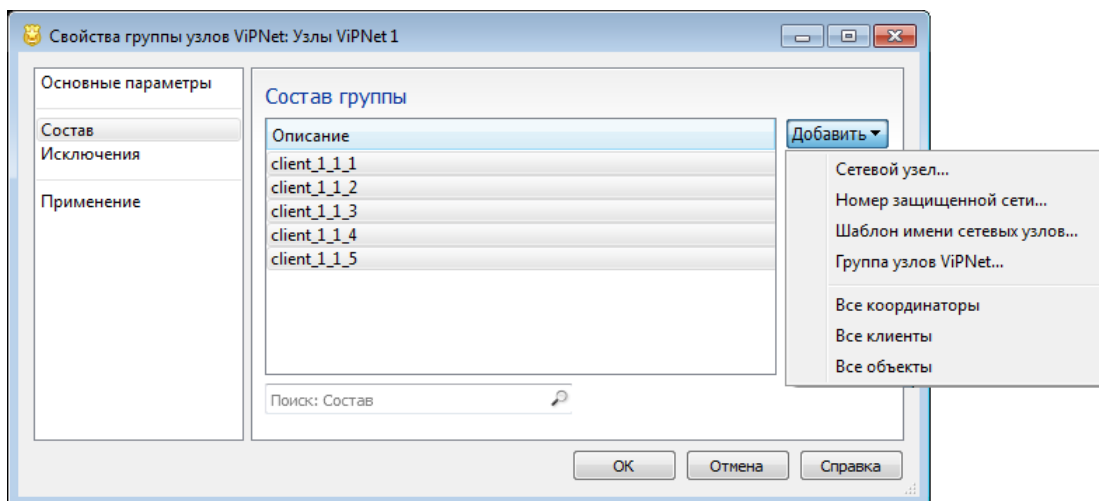 Свойства группы узлов ViPNet: Узлы ViPNet 1
Основные параметры
Состав
Исключения
Применение
Состав группы
Описание
client_1_1_1
client_1_1_2
client_1_1_3
client_1_1_4
client_1_1_5
Поиск: Состав
Добавить
Сетевой узел...
Номер защищенной сети...
Шаблон имени сетевых узлов...
Группа узлов ViPNet...
Все координаторы
Все клиенты
Все объекты
OK
Отмена
Справка